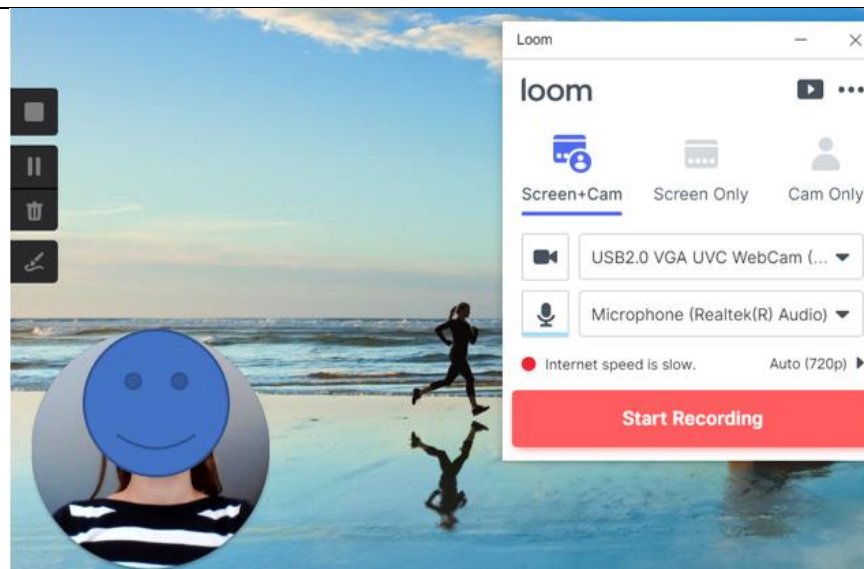 Loom
loom
Screen+Cam Screen Only Cam Only
USB2.0 VGA UVC WebCam (...
Microphone (Realtek(R) Audio)
Internet speed is slow. Auto (720p)
Start Recording